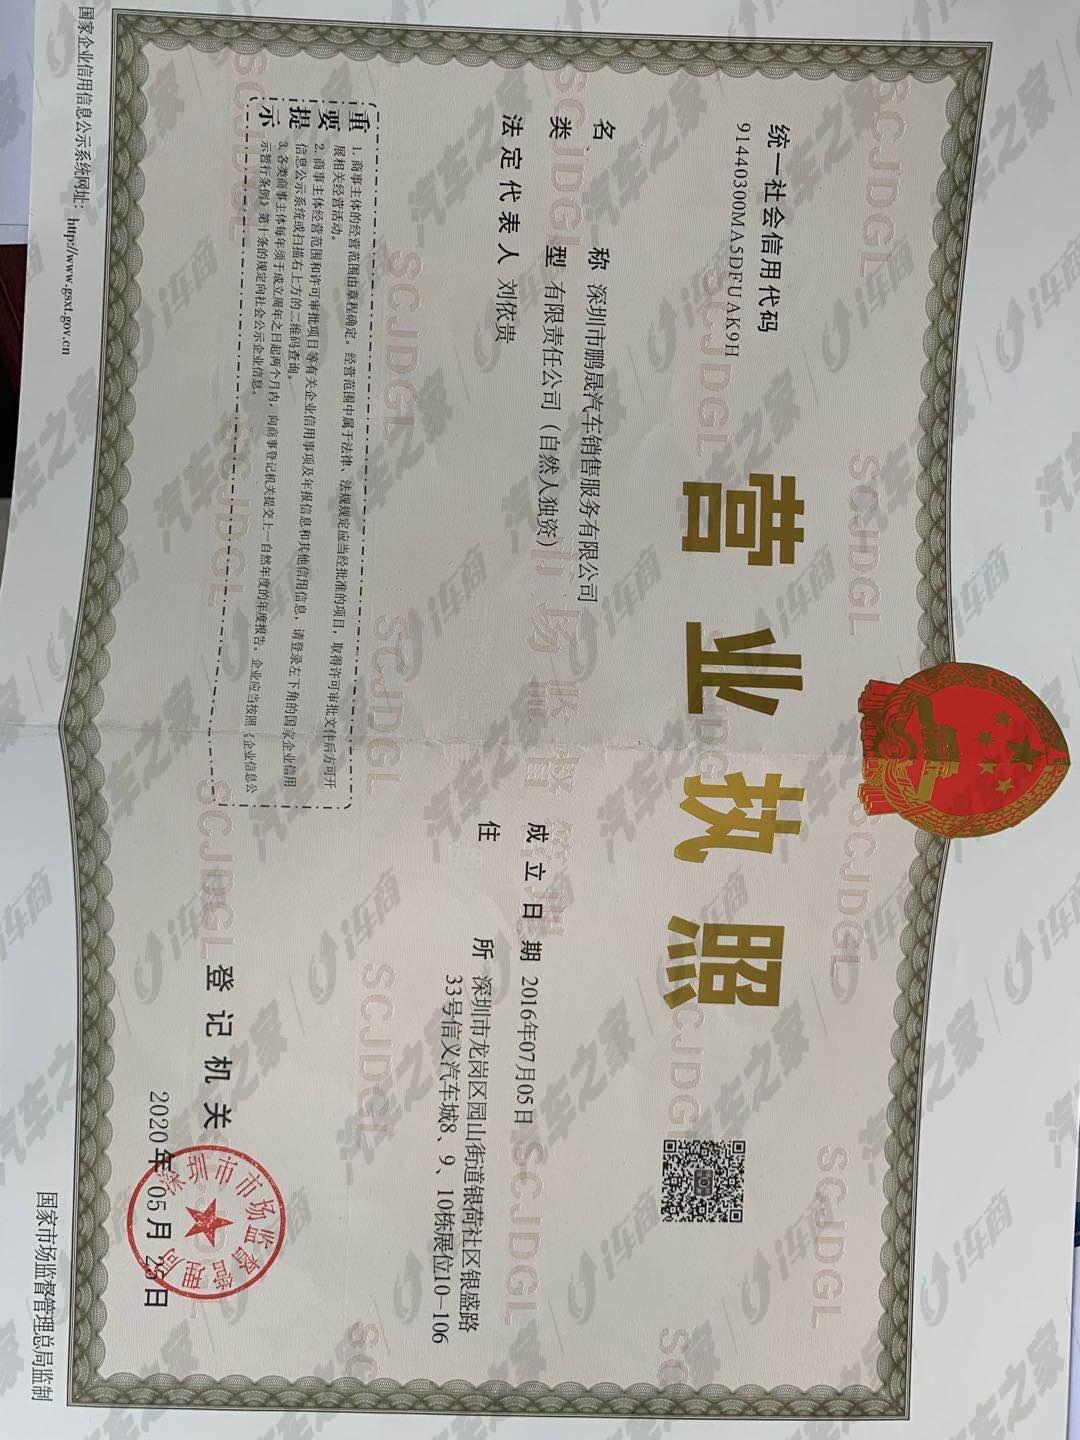 统一社会信用代码
91440300MA5DFUAK9H
营业执照
名称 深圳市鹏晟汽车销售服务有限公司
类型 有限责任公司（自然人独资）
法定代表人 刘依贵
成立日期 2016年07月05日
住所 深圳市龙岗区园山街道银荷社区银盛路
33号信义汽车城8、9、10栋展位10-106
重要提示
1. 商事主体的经营范围由章程确定。经营范围中属于法律、法规规定应当经批准的项目，取得许可审批文件后方可开
展相关经营活动。
2. 商事主体经营范围和许可审批项目等有关企业信用事项及年报信息和其他信用信息，请登录左下角的国家企业信用
信息公示系统或扫描右上方的二维码查询。
3. 各类商事主体每年须于成立周年之日起两个月内，向商事登记机关提交上一自然年度的年度报告。企业应当按照《企业信息公
示暂行条例》第十条的规定向社会公示企业信息。
登记机关
深圳市市场监督管理局
2020年05月25日
国家企业信用信息公示系统网址：http://www.gsxt.gov.cn
国家市场监督管理总局监制
SCJDGL
市场监督管理
汽车之家
i车商